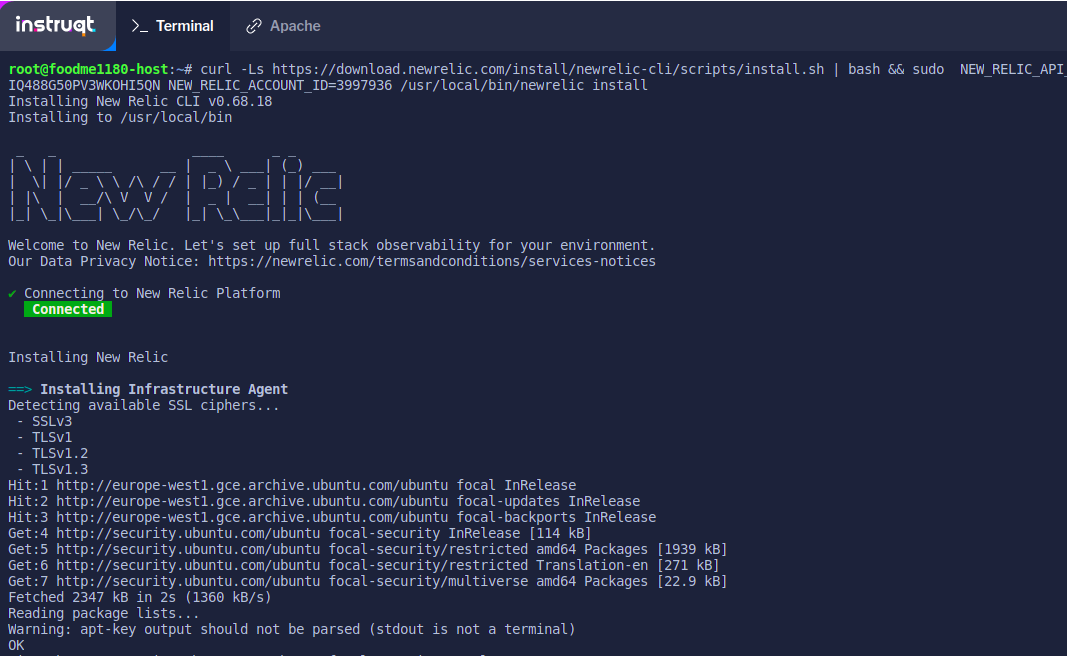 instruqt
>_ Terminal
Apache
root@foodme1180-host:~# curl -Ls https://download.newrelic.com/install/newrelic-cli/scripts/install.sh | bash && sudo  NEW_RELIC_API_
IQ488G50PV3WKOHI5QN NEW_RELIC_ACCOUNT_ID=3997936 /usr/local/bin/newrelic install
Installing New Relic CLI v0.68.18
Installing to /usr/local/bin
New Relic
Welcome to New Relic. Let's set up full stack observability for your environment.
Our Data Privacy Notice: https://newrelic.com/termsandconditions/services-notices
✔ Connecting to New Relic Platform
Connected
Installing New Relic
==> Installing Infrastructure Agent
Detecting available SSL ciphers...
- SSLv3
- TLSv1
- TLSv1.2
- TLSv1.3
Hit:1 http://europe-west1.gce.archive.ubuntu.com/ubuntu focal InRelease
Hit:2 http://europe-west1.gce.archive.ubuntu.com/ubuntu focal-updates InRelease
Hit:3 http://europe-west1.gce.archive.ubuntu.com/ubuntu focal-backports InRelease
Get:4 http://security.ubuntu.com/ubuntu focal-security InRelease [114 kB]
Get:5 http://security.ubuntu.com/ubuntu focal-security/restricted amd64 Packages [1939 kB]
Get:6 http://security.ubuntu.com/ubuntu focal-security/restricted Translation-en [271 kB]
Get:7 http://security.ubuntu.com/ubuntu focal-security/multiverse amd64 Packages [22.9 kB]
Fetched 2347 kB in 2s (1360 kB/s)
Reading package lists...
Warning: apt-key output should not be parsed (stdout is not a terminal)
OK